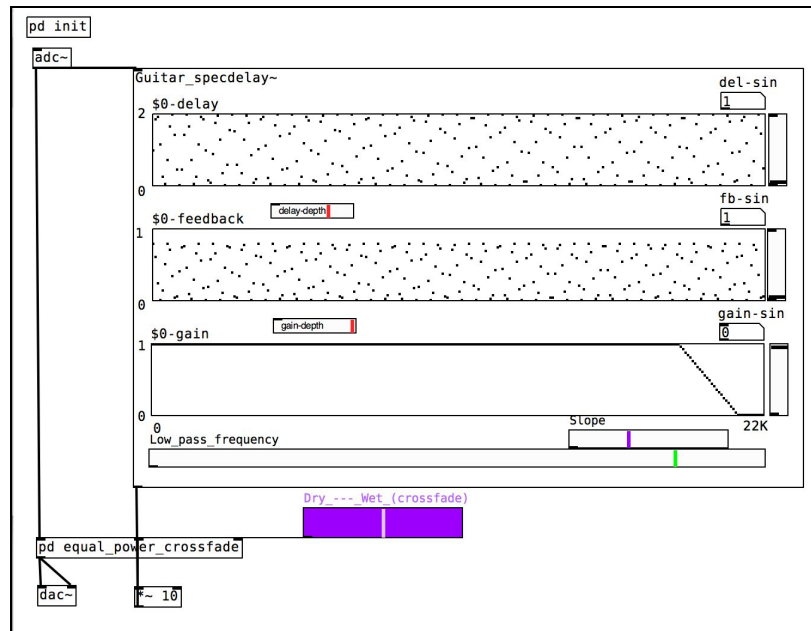 pd init
adc~
Guitar_specdelay~
del-sin
$0-delay
1
2
0
delay-depth
fb-sin
$0-feedback
1
1
0
gain-depth
gain-sin
$0-gain
0
1
0
0
Slope
22K
Low_pass_frequency
Dry_---_Wet_(crossfade)
pd equal_power_crossfade
dac~
*~ 10